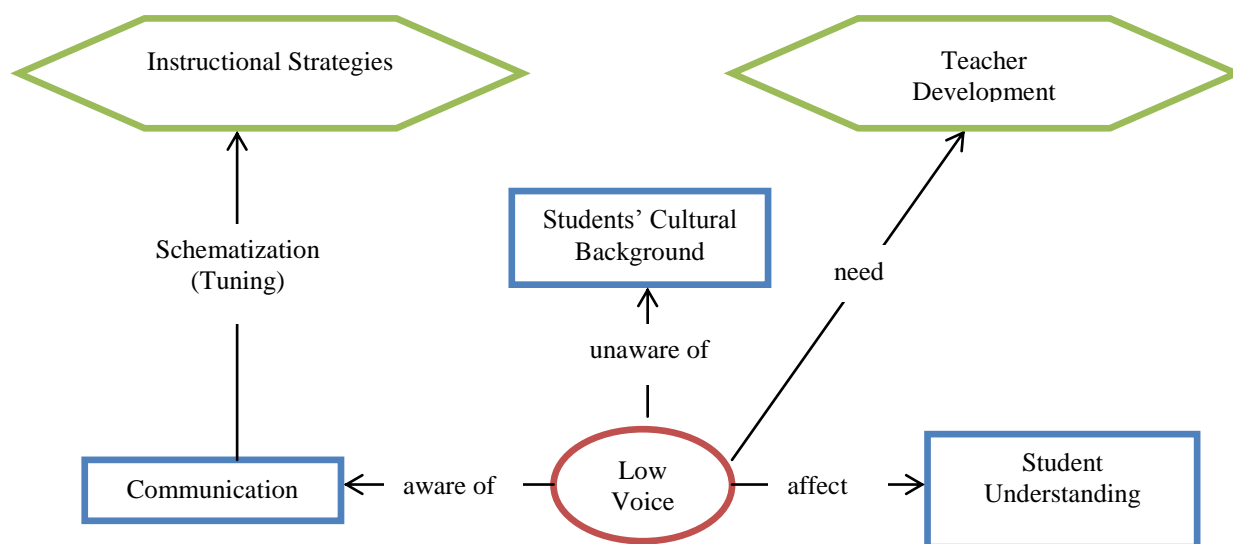 Instructional Strategies
Teacher
Development
Students’ Cultural
Background
Schematization
(Tuning)
need
unaware of
Communication
aware of
Low
Voice
affect
Student
Understanding